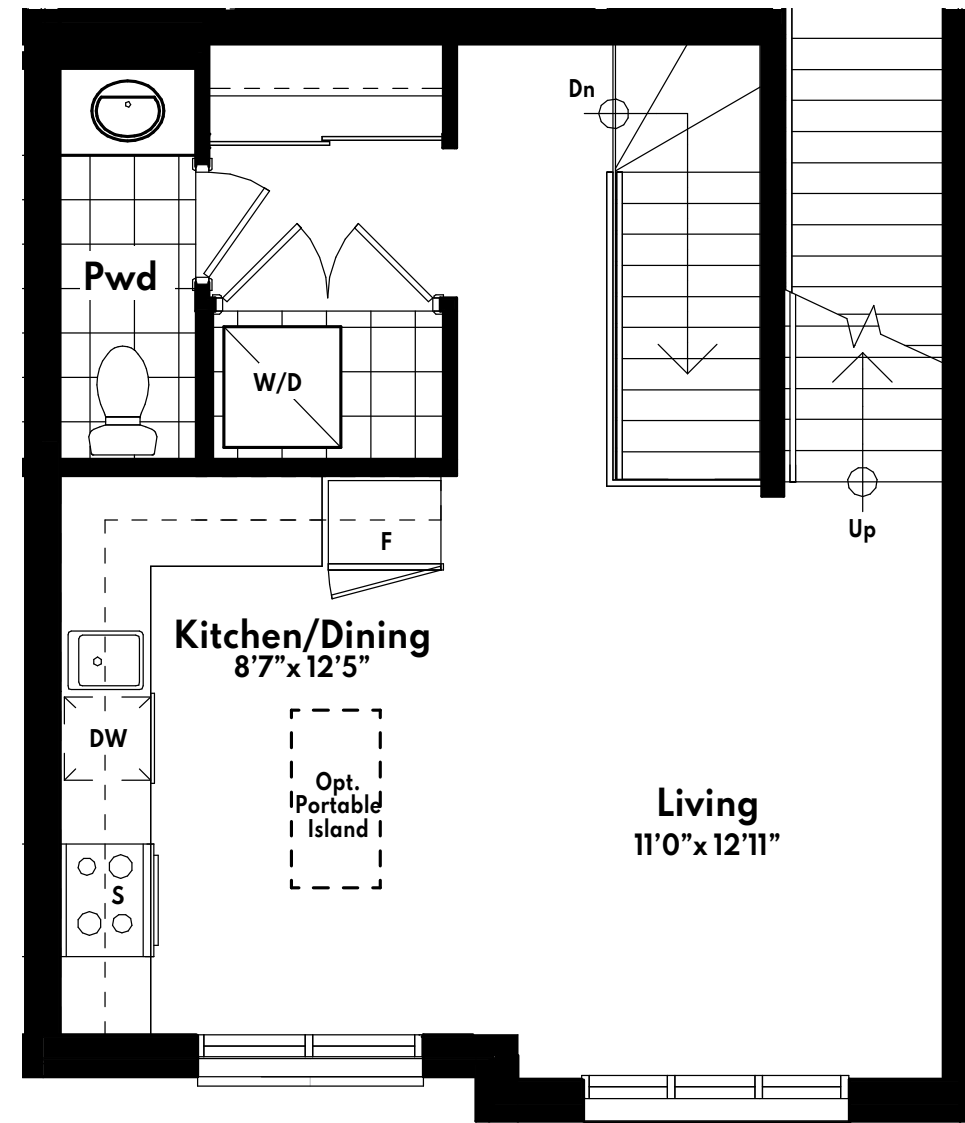 Dn
Pwd
W/D
Up
F
Kitchen/Dining
8’7”x 12’5”
DW
Opt.
Portable
Island
Living
11’0”x 12’11”
S